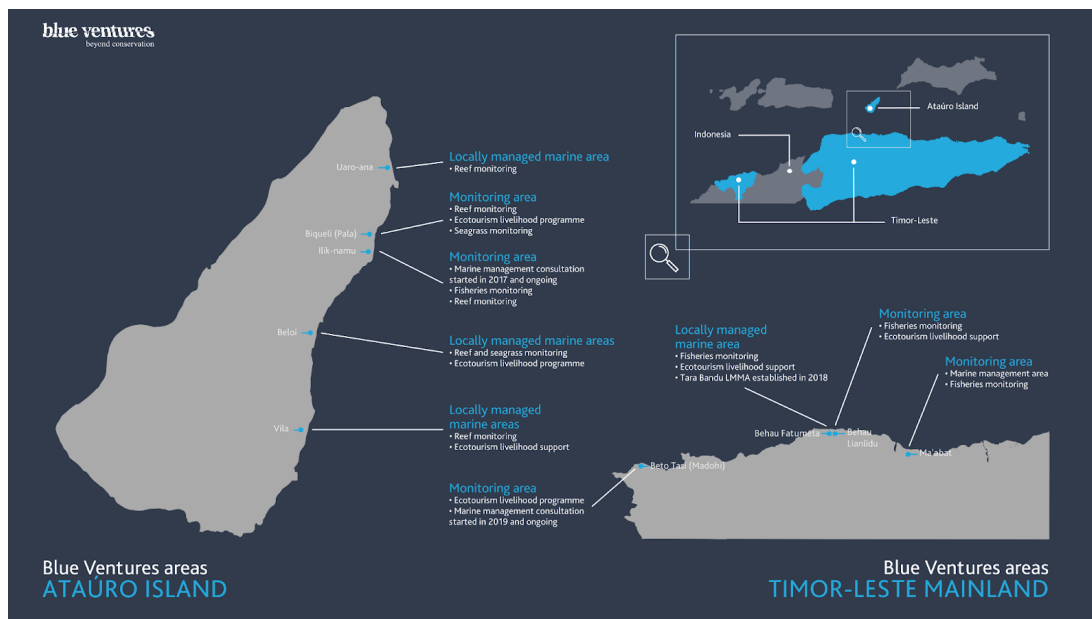 blue ventures
beyond conservation
Uaro-ana
Locally managed marine area
• Reef monitoring
Biqueli (Pala)
Monitoring area
• Reef monitoring
• Ecotourism livelihood programme
• Seagrass monitoring
Ilik-namu
Monitoring area
• Marine management consultation
started in 2017 and ongoing
• Fisheries monitoring
• Reef monitoring
Beloi
Locally managed marine areas
• Reef and seagrass monitoring
• Ecotourism livelihood programme
Vila
Locally managed
marine areas
• Reef monitoring
• Ecotourism livelihood support
Monitoring area
• Ecotourism livelihood programme
• Marine management consultation
started in 2019 and ongoing
Blue Ventures areas
ATAÚRO ISLAND
Ataúro Island
Indonesia
Timor-Leste
Locally managed
marine area
• Fisheries monitoring
• Ecotourism livelihood support
• Tara Bandu LMMA established in 2018
Monitoring area
• Fisheries monitoring
• Ecotourism livelihood support
Monitoring area
• Marine management area
• Fisheries monitoring
Behau Fatumeta
Behau
Lianlidu
Ma'abat
Beto Tasi (Madohi)
Blue Ventures areas
TIMOR-LESTE MAINLAND